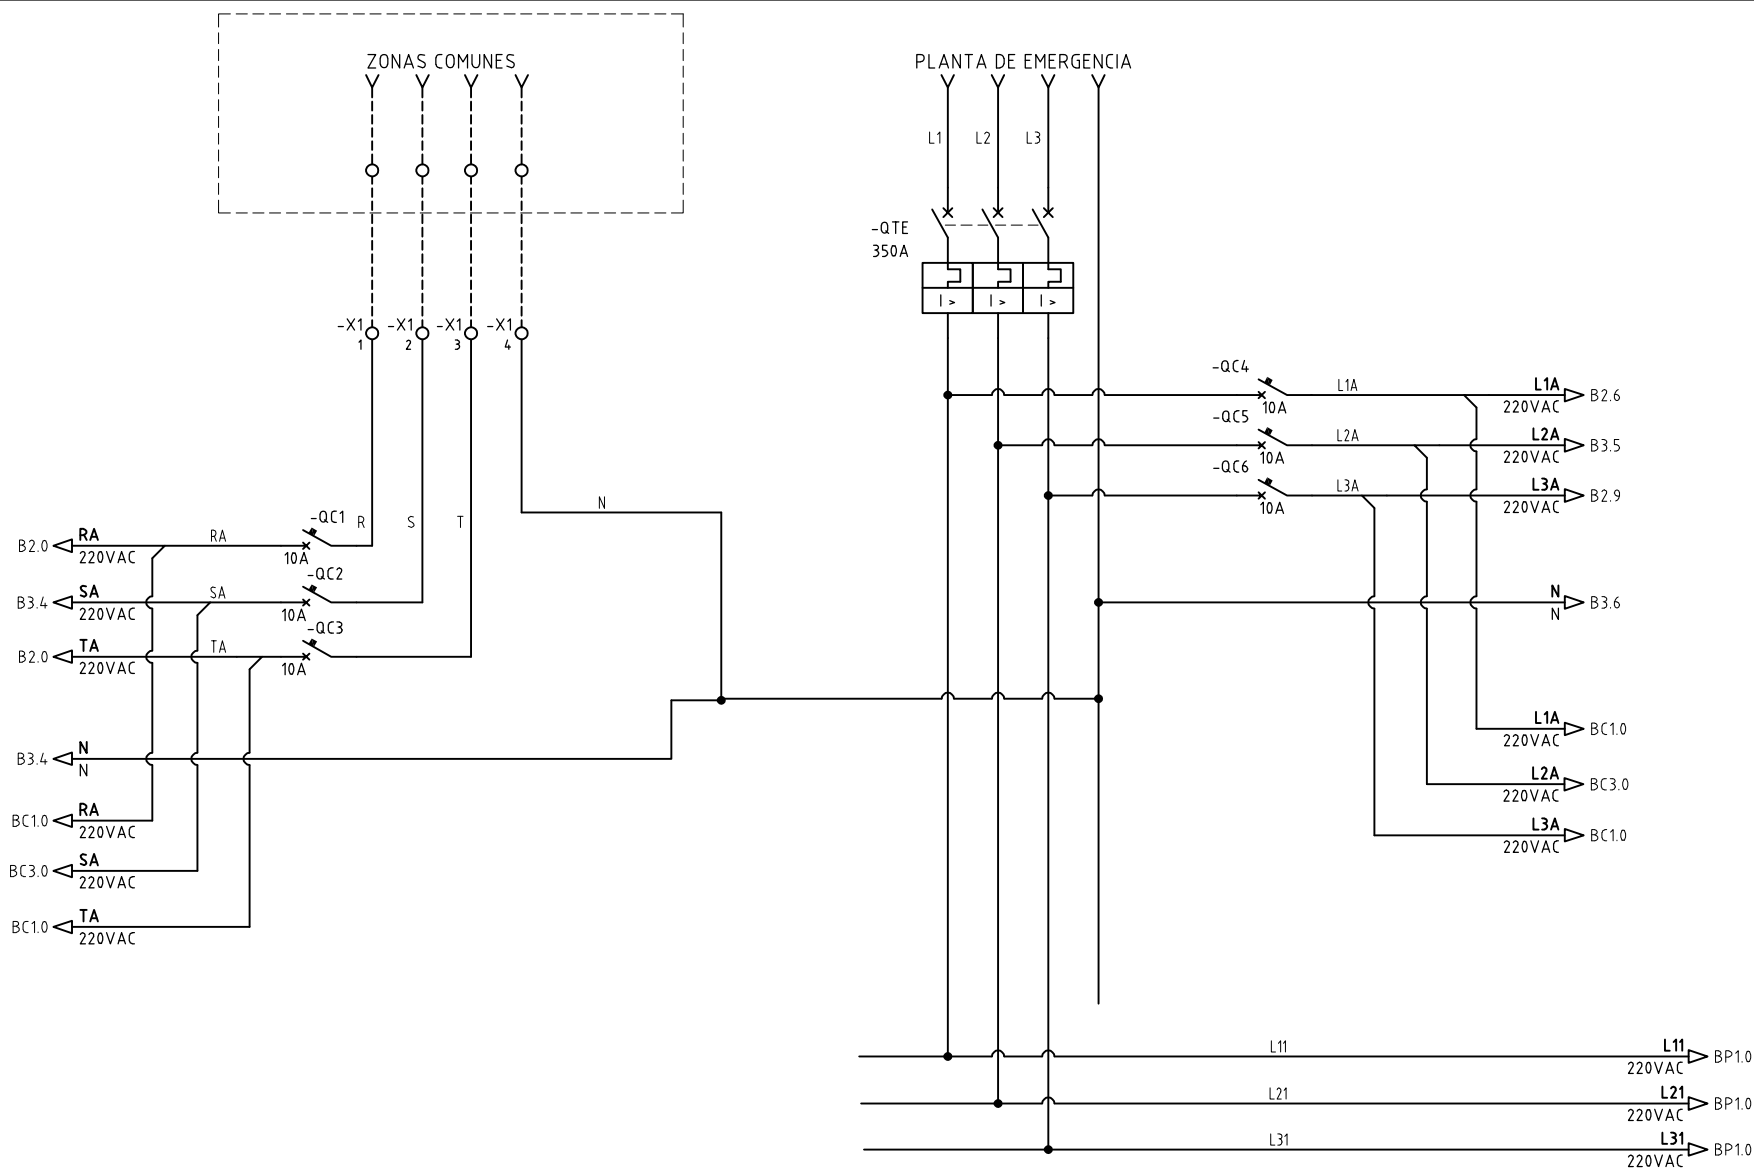 ZONAS COMUNES
PLANTA DE EMERGENCIA
L1 L2 L3
-QTE
350A
I > I > I >
-X1 -X1 -X1 -X1
1 2 3 4
-QC4
L1A
10A
L1A
220VAC
B2.6
-QC5
L2A
10A
L2A
220VAC
B3.5
-QC6
L3A
10A
L3A
220VAC
B2.9
N
R S T
-QC1
10A
RA
RA
220VAC
B2.0
-QC2
10A
SA
SA
220VAC
B3.4
-QC3
10A
TA
TA
220VAC
B2.0
N
N
B3.6
N
N
B3.4
L1A
220VAC
BC1.0
L2A
220VAC
BC3.0
L3A
220VAC
BC1.0
RA
220VAC
BC1.0
SA
220VAC
BC3.0
TA
220VAC
BC1.0
L11
L11
220VAC
BP1.0
L21
L21
220VAC
BP1.0
L31
L31
220VAC
BP1.0